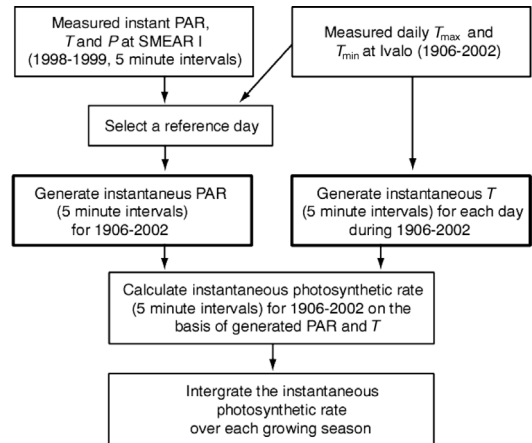 Measured instant PAR,
T and P at SMEAR I
(1998-1999, 5 minute intervals)
Measured daily Tmax and
Tmin at Ivalo (1906-2002)
Select a reference day
Generate instantaneus PAR
(5 minute intervals)
for 1906-2002
Generate instantaneous T
(5 minute intervals) for each day
during 1906-2002
Calculate instantaneous photosynthetic rate
(5 minute intervals) for 1906-2002 on the
basis of generated PAR and T
Intergrate the instantaneous
photosynthetic rate
over each growing season